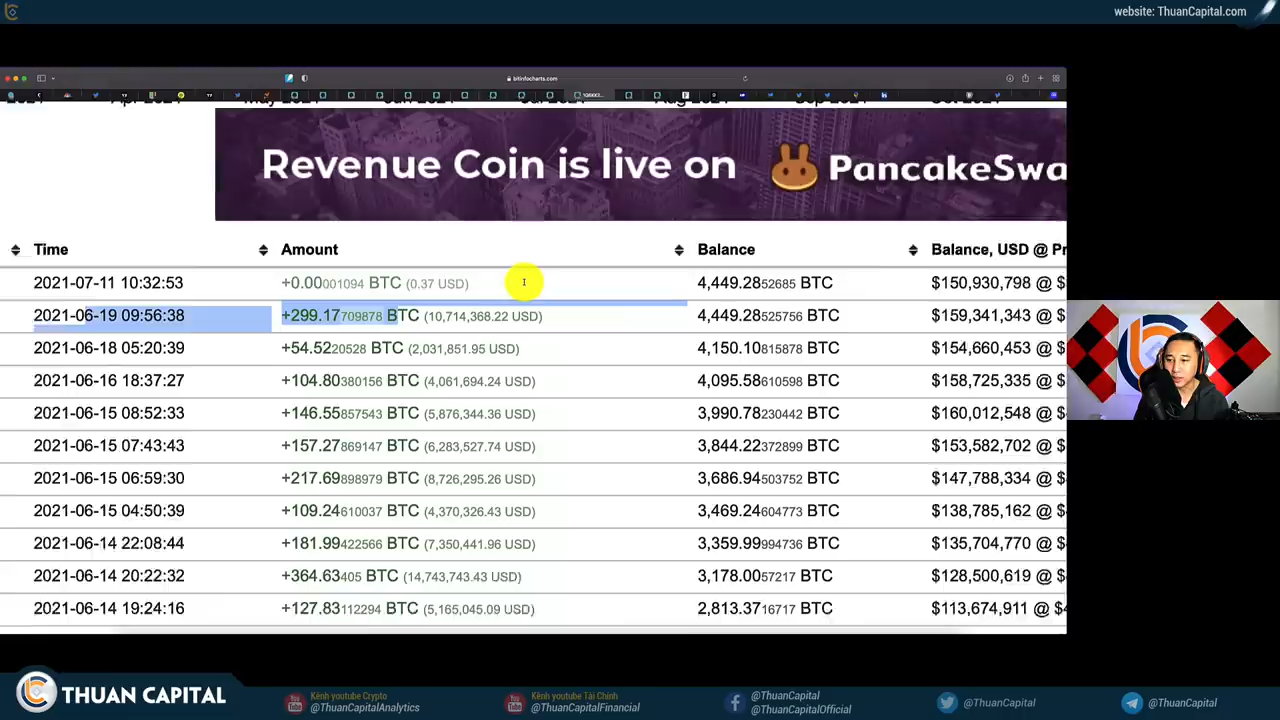 website: ThuanCapital.com
bitinfocharts.com
Revenue Coin is live on PancakeSwa
Time Amount Balance Balance, USD @ Pr
2021-07-11 10:32:53 +0.00001094 BTC (0.37 USD) 4,449.2852685 BTC $150,930,798 @ $
2021-06-19 09:56:38 +299.17709878 BTC (10,714,368.22 USD) 4,449.28525756 BTC $159,341,343 @ $
2021-06-18 05:20:39 +54.5220528 BTC (2,031,851.95 USD) 4,150.10815878 BTC $154,660,453 @ $
2021-06-16 18:37:27 +104.80380156 BTC (4,061,694.24 USD) 4,095.58610598 BTC $158,725,335 @ $
2021-06-15 08:52:33 +146.55857543 BTC (5,876,344.36 USD) 3,990.78230442 BTC $160,012,548 @ $
2021-06-15 07:43:43 +157.27869147 BTC (6,283,527.74 USD) 3,844.22372899 BTC $153,582,702 @ $
2021-06-15 06:59:30 +217.69898979 BTC (8,726,295.26 USD) 3,686.94503752 BTC $147,788,334 @ $
2021-06-15 04:50:39 +109.24610037 BTC (4,370,326.43 USD) 3,469.24604773 BTC $138,785,162 @ $
2021-06-14 22:08:44 +181.99422566 BTC (7,350,441.96 USD) 3,359.99994736 BTC $135,704,770 @ $
2021-06-14 20:22:32 +364.63405 BTC (14,743,743.43 USD) 3,178.0057217 BTC $128,500,619 @ $
2021-06-14 19:24:16 +127.83112294 BTC (5,165,045.09 USD) 2,813.3716717 BTC $113,674,911 @ $
THUAN CAPITAL
Kênh youtube Crypto
@ThuanCapitalAnalytics
Kênh youtube Tài Chính
@ThuanCapitalFinancial
@ThuanCapital
@ThuanCapitalOfficial
@ThuanCapital
@ThuanCapital